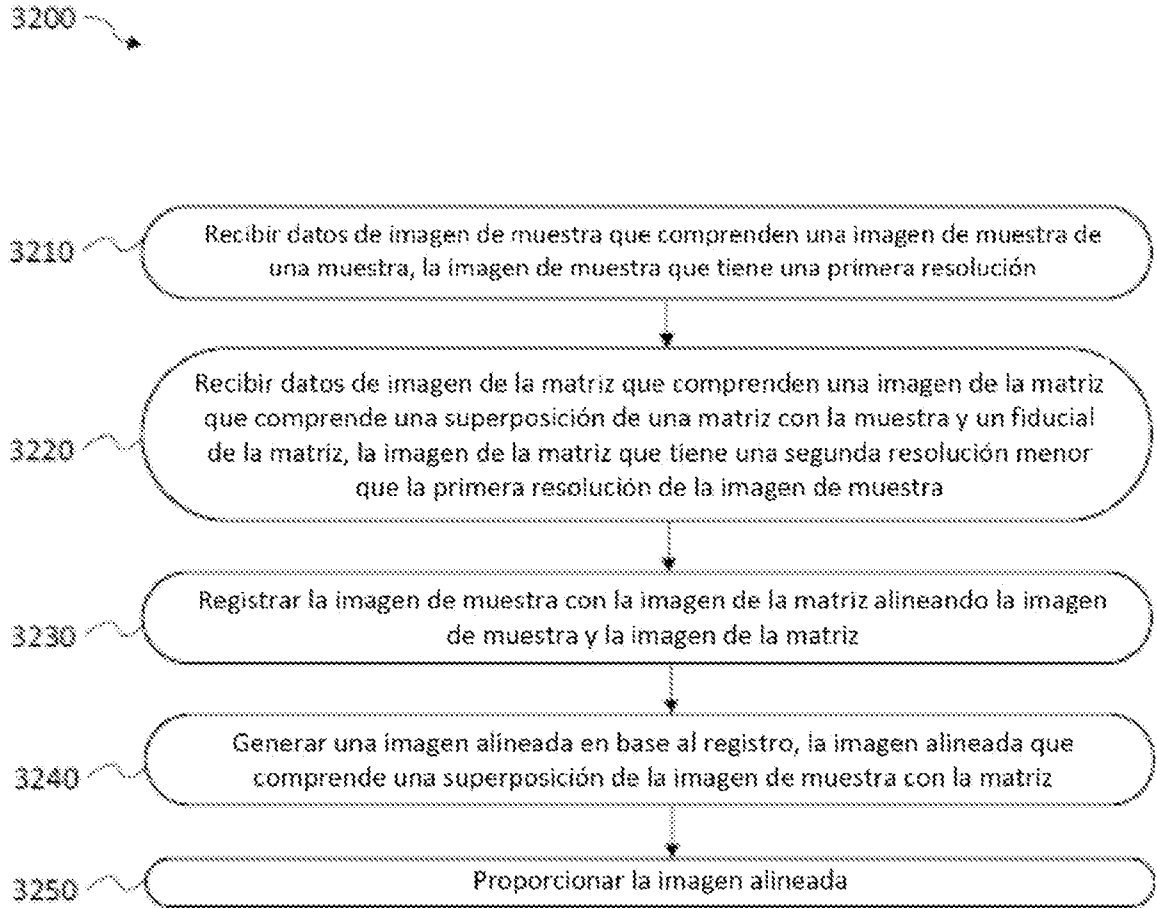 3200
3210
Recibir datos de imagen de muestra que comprenden una imagen de muestra de
una muestra, la imagen de muestra que tiene una primera resolución
3220
Recibir datos de imagen de la matriz que comprenden una imagen de la matriz
que comprende una superposición de una matriz con la muestra y un fiducial
de la matriz, la imagen de la matriz que tiene una segunda resolución menor
que la primera resolución de la imagen de muestra
3230
Registrar la imagen de muestra con la imagen de la matriz alineando la imagen
de muestra y la imagen de la matriz
3240
Generar una imagen alineada en base al registro, la imagen alineada que
comprende una superposición de la imagen de muestra con la matriz
3250
Proporcionar la imagen alineada